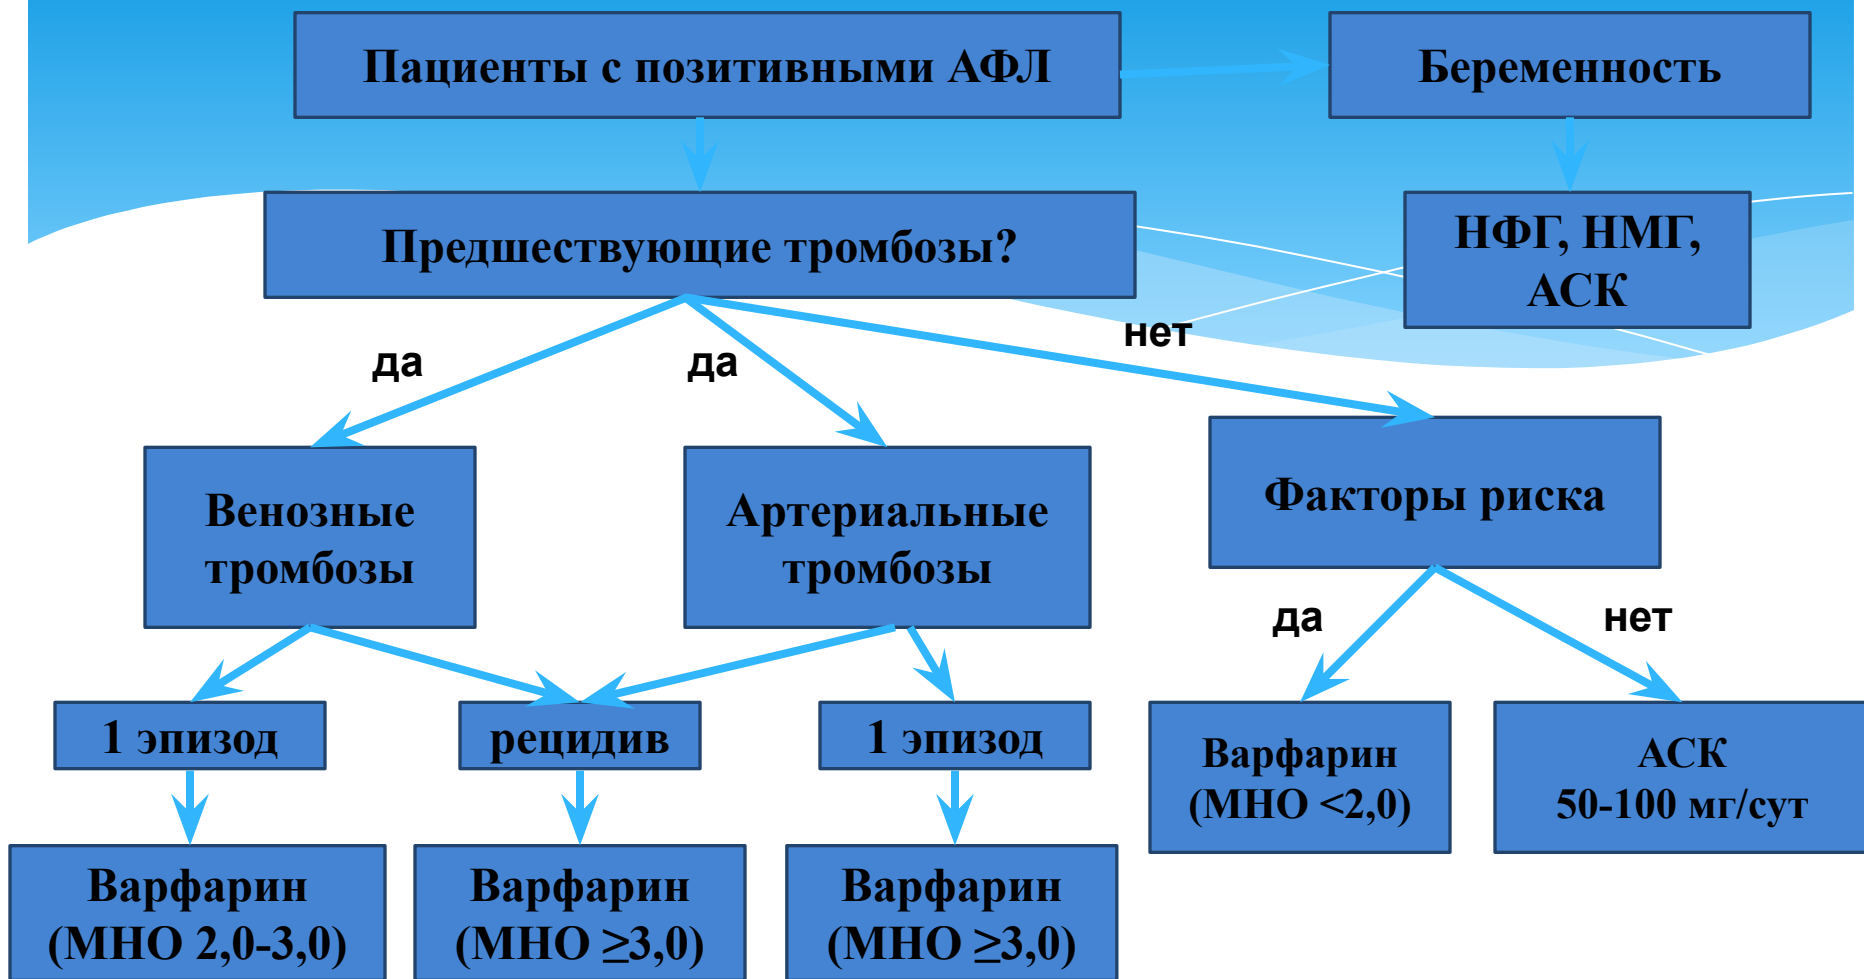 Пациенты с позитивными АФЛ
Беременность
Предшествующие тромбозы?
НФГ, НМГ,
АСК
да
да
нет
Венозные
тромбозы
Артериальные
тромбозы
Факторы риска
да
нет
1 эпизод
рецидив
1 эпизод
Варфарин
(МНО <2,0)
АСК
50-100 мг/сут
Варфарин
(МНО 2,0-3,0)
Варфарин
(МНО ≥3,0)
Варфарин
(МНО ≥3,0)